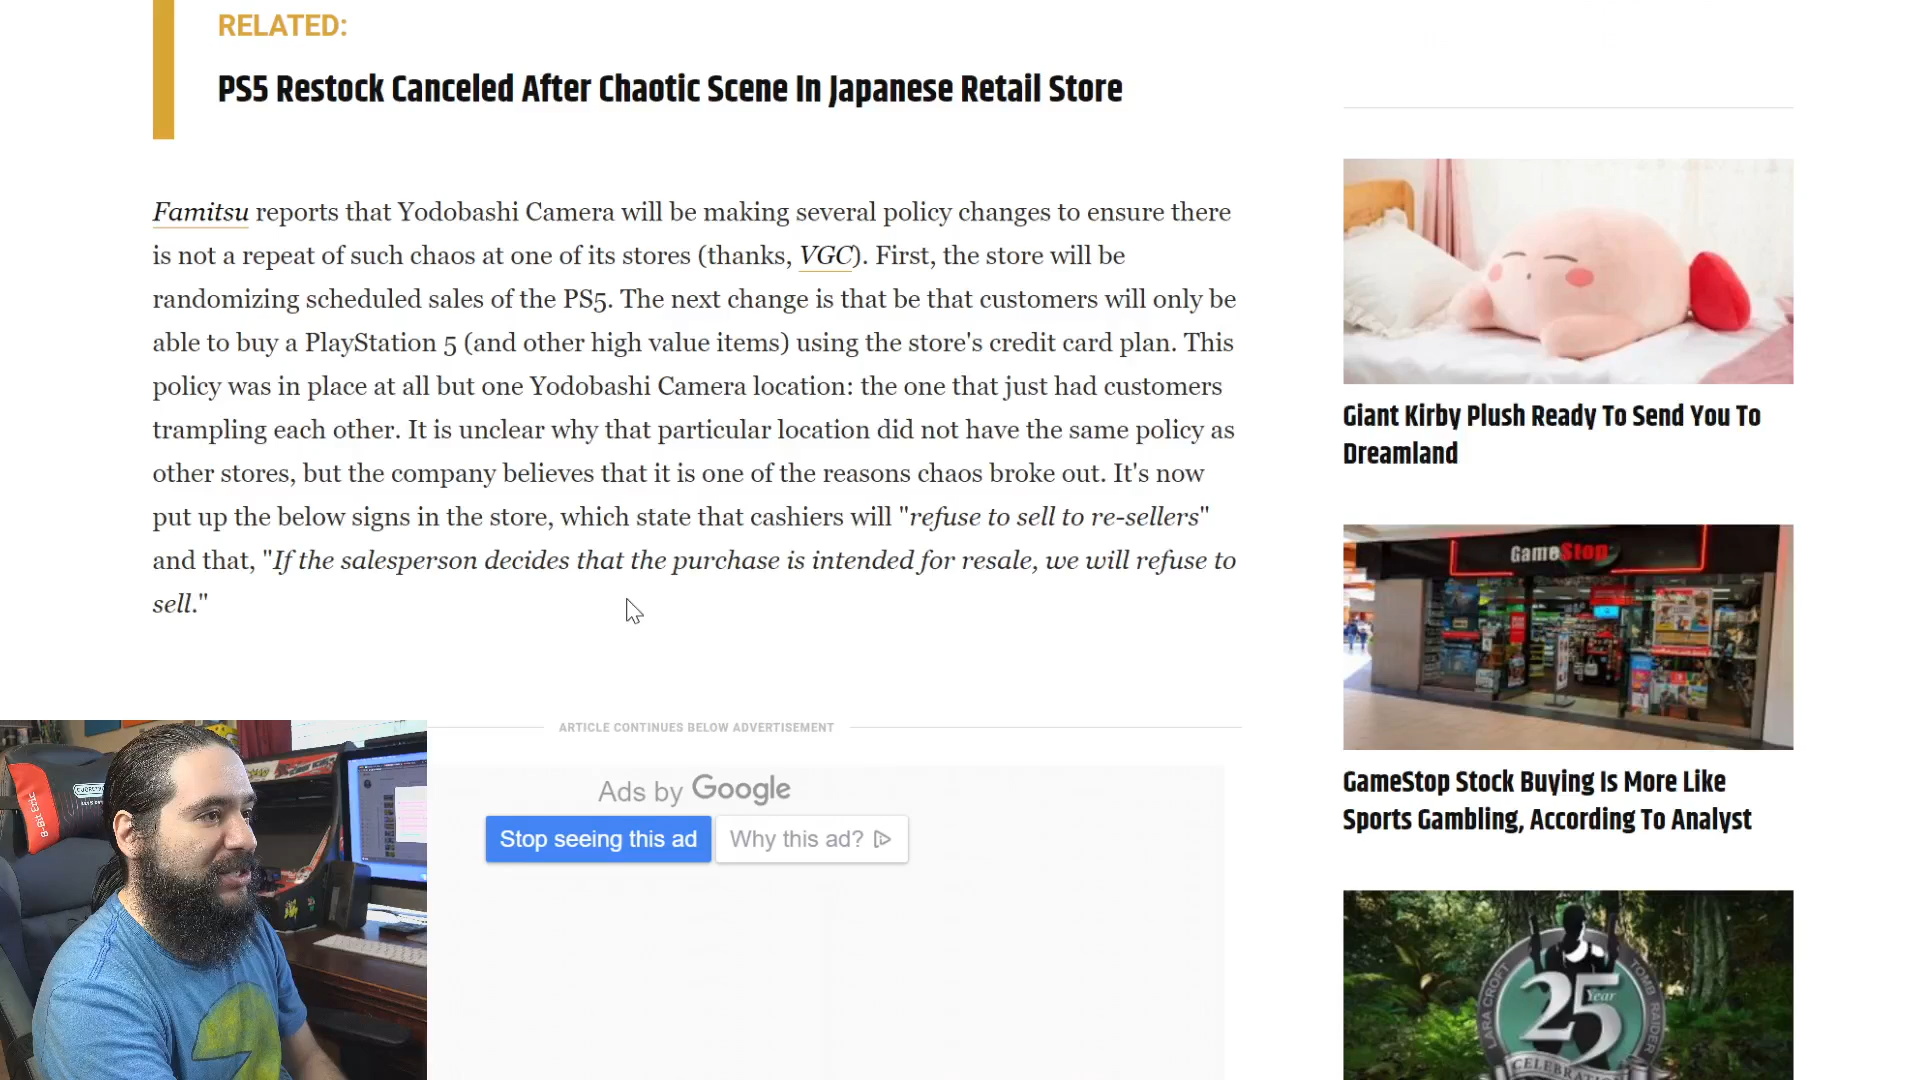 RELATED:
PS5 Restock Canceled After Chaotic Scene In Japanese Retail Store
Famitsu reports that Yodobashi Camera will be making several policy changes to ensure there
is not a repeat of such chaos at one of its stores (thanks, VGC). First, the store will be
randomizing scheduled sales of the PS5. The next change is that be that customers will only be
able to buy a PlayStation 5 (and other high value items) using the store's credit card plan. This
policy was in place at all but one Yodobashi Camera location: the one that just had customers
trampling each other. It is unclear why that particular location did not have the same policy as
other stores, but the company believes that it is one of the reasons chaos broke out. It's now
put up the below signs in the store, which state that cashiers will "refuse to sell to re-sellers"
and that, "If the salesperson decides that the purchase is intended for resale, we will refuse to
sell."
ARTICLE CONTINUES BELOW ADVERTISEMENT
Ads by Google
Stop seeing this ad
Why this ad?
Giant Kirby Plush Ready To Send You To
Dreamland
GameStop
GameStop Stock Buying Is More Like
Sports Gambling, According To Analyst
LARA CROFT
TOMB RAIDER
25
Year